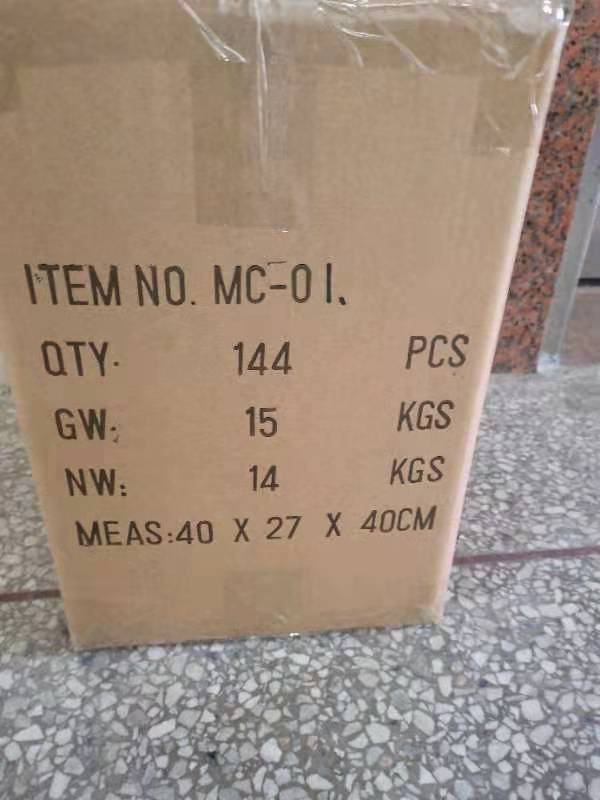 ITEM NO. MC-01.
QTY. 144 PCS
GW: 15 KGS
NW: 14 KGS
MEAS:40 X 27 X 40CM